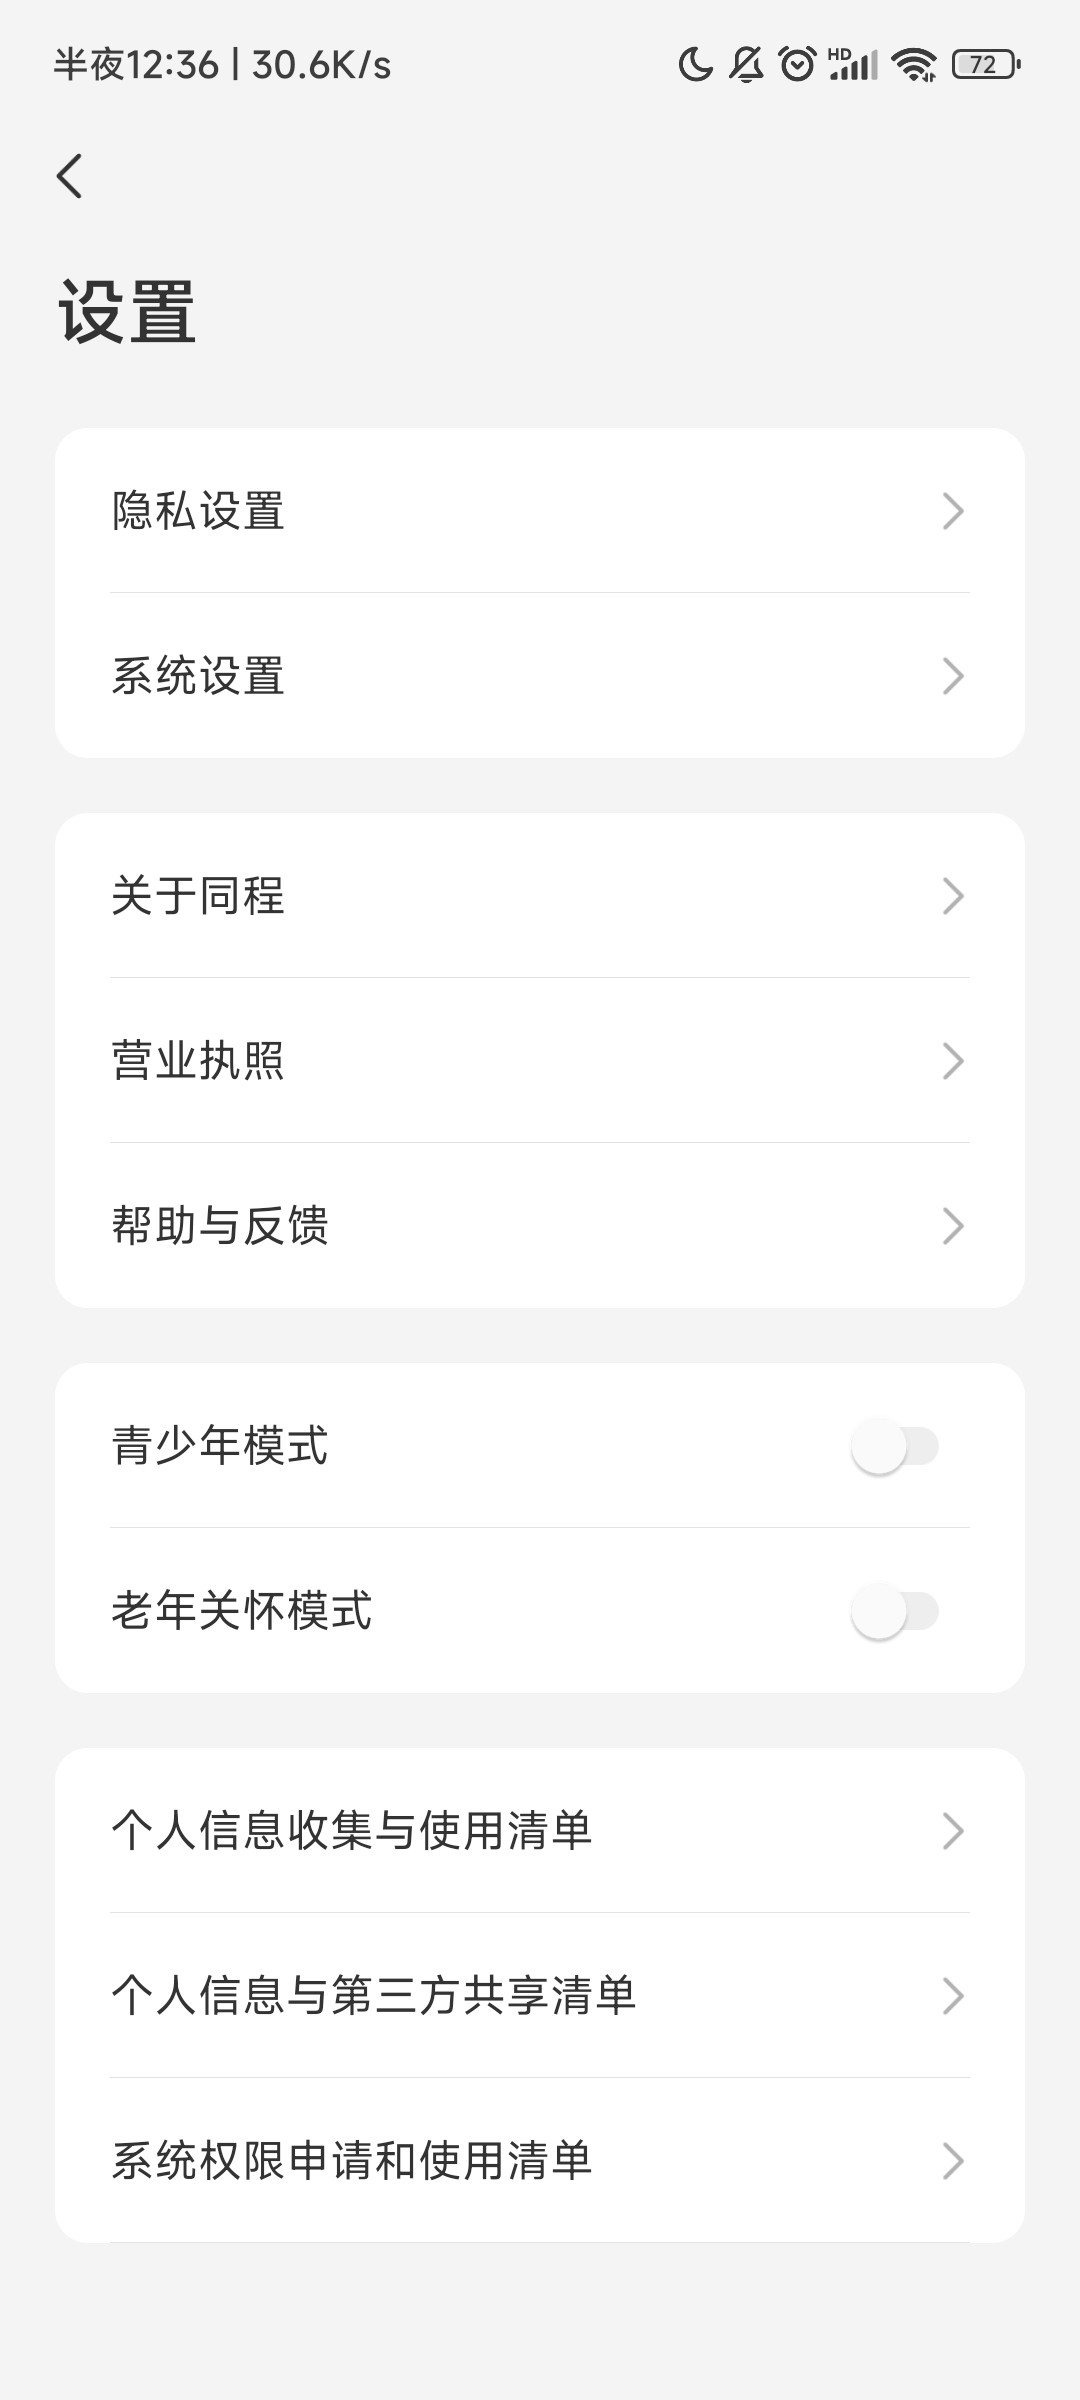 半夜12:36 | 30.6K/s
HD
72
设置
隐私设置
系统设置
关于同程
营业执照
帮助与反馈
青少年模式
老年关怀模式
个人信息收集与使用清单
个人信息与第三方共享清单
系统权限申请和使用清单